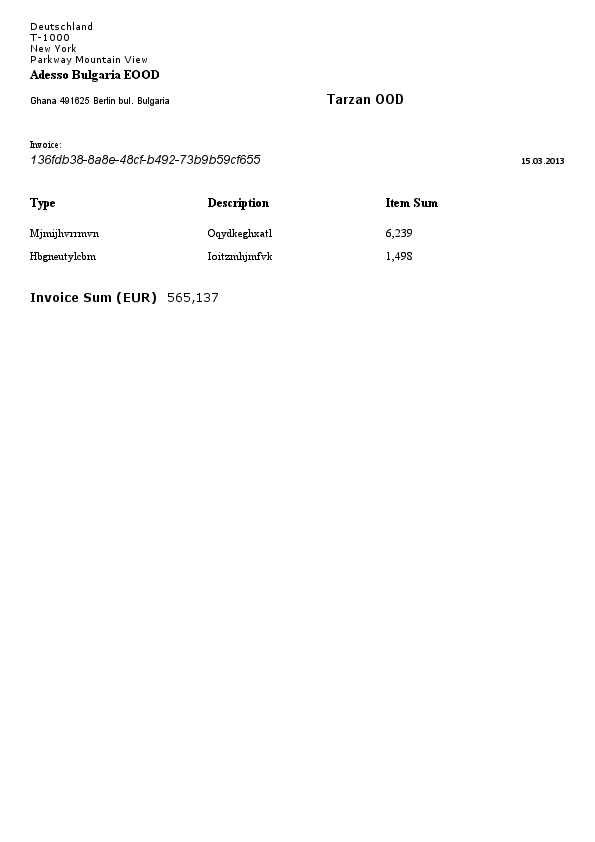 Deutschland
T-1000
New York
Parkway Mountain View
Adesso Bulgaria EOOD
Ghana 491625 Berlin bul. Bulgaria Tarzan OOD
Invoice:
136fdb38-8a8e-48cf-b492-73b9b59cf655 15.03.2013
Type Description Item Sum
Mjmijhvrrmvn Oqydkeghxatl 6,239
Hbgneutylcbm Ioitzmhjmfvk 1,498
Invoice Sum (EUR) 565,137